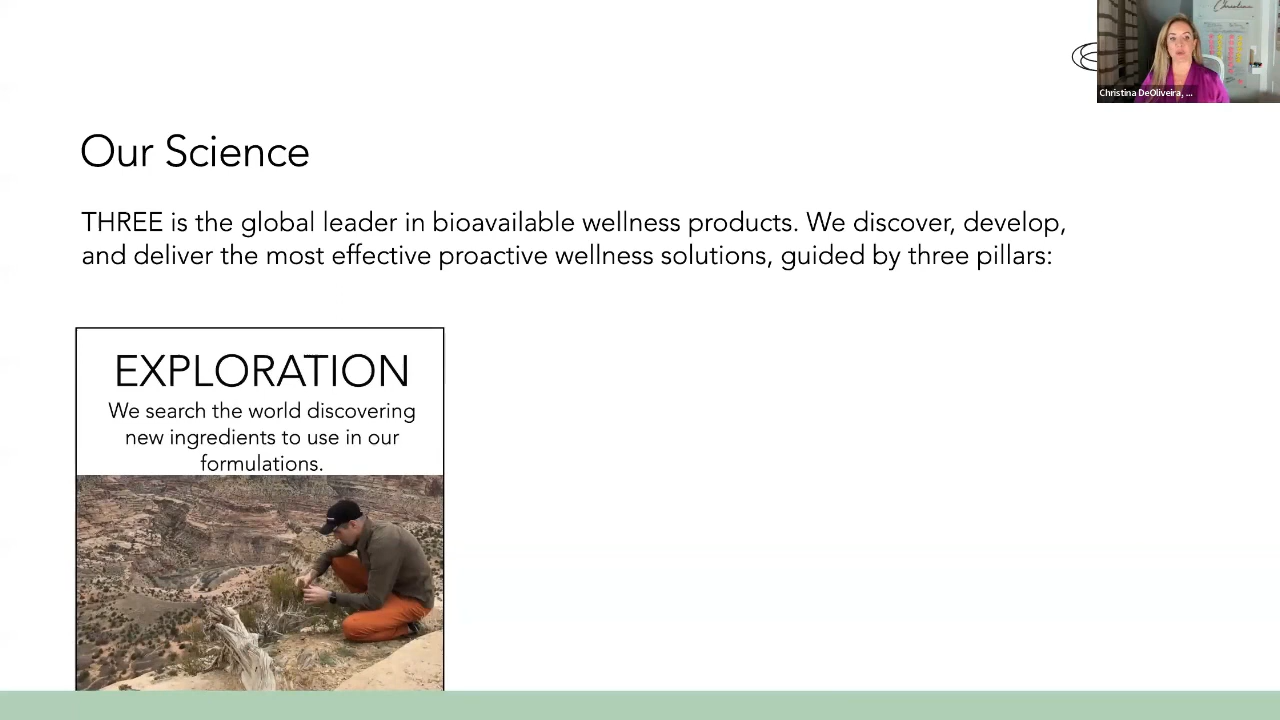 Christina DeOliveira, ...
Our Science
THREE is the global leader in bioavailable wellness products. We discover, develop,
and deliver the most effective proactive wellness solutions, guided by three pillars:
EXPLORATION
We search the world discovering
new ingredients to use in our
formulations.